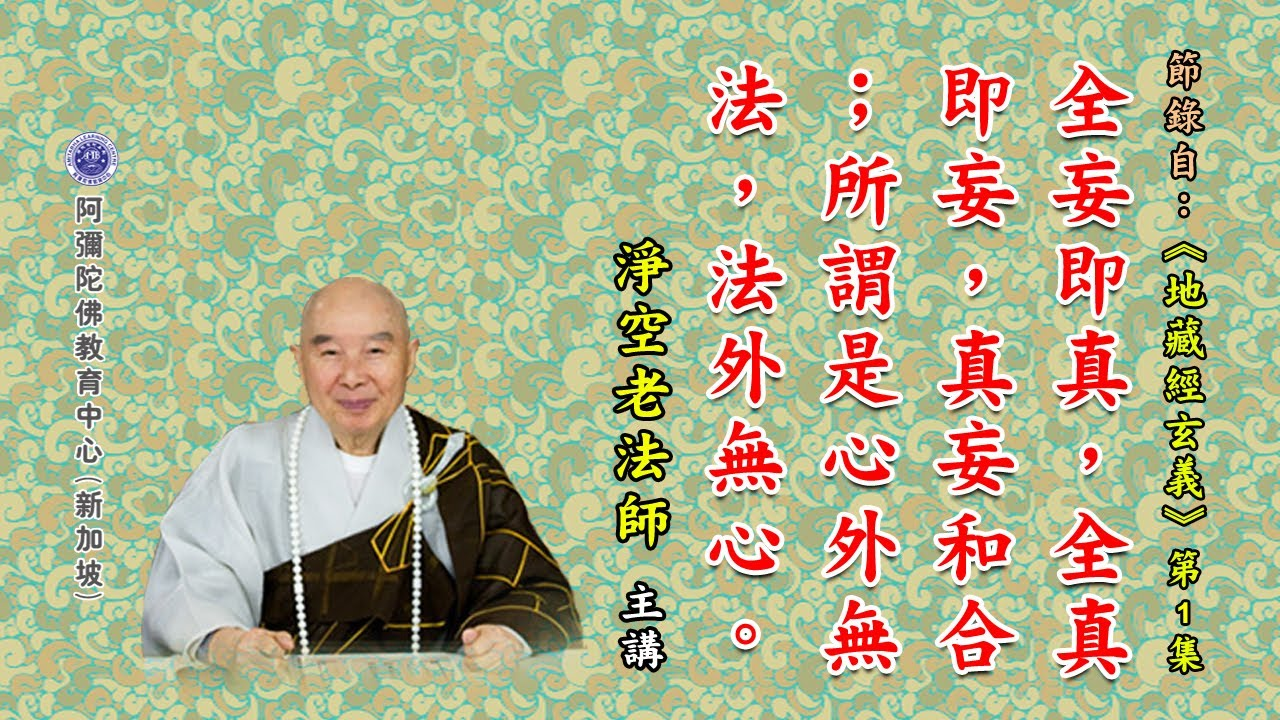 節錄自：《地藏經玄義》第1集
全妄即真，全真
即妄，真妄和合
；所謂是心外無
法，法外無心。
淨空老法師 主講
阿彌陀佛教育中心（新加坡）